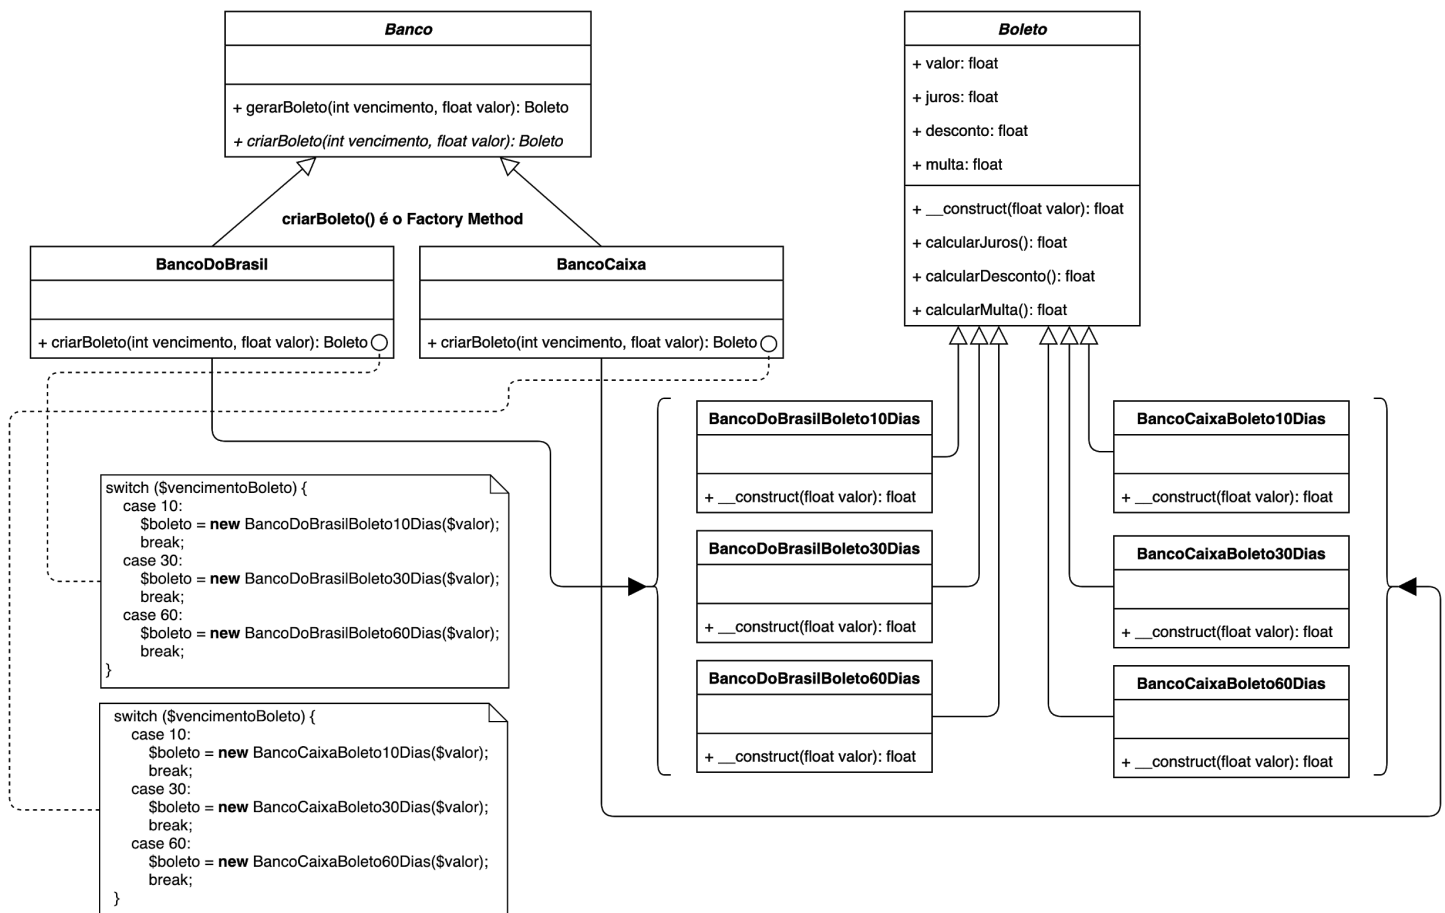 Banco
+ gerarBoleto(int vencimento, float valor): Boleto
+ criarBoleto(int vencimento, float valor): Boleto
criarBoleto() é o Factory Method
BancoDoBrasil
+ criarBoleto(int vencimento, float valor): Boleto
BancoCaixa
+ criarBoleto(int vencimento, float valor): Boleto
Boleto
+ valor: float
+ juros: float
+ desconto: float
+ multa: float
+ __construct(float valor): float
+ calcularJuros(): float
+ calcularDesconto(): float
+ calcularMulta(): float
switch ($vencimentoBoleto) {
case 10:
$boleto = new BancoDoBrasilBoleto10Dias($valor);
break;
case 30:
$boleto = new BancoDoBrasilBoleto30Dias($valor);
break;
case 60:
$boleto = new BancoDoBrasilBoleto60Dias($valor);
break;
}
switch ($vencimentoBoleto) {
case 10:
$boleto = new BancoCaixaBoleto10Dias($valor);
break;
case 30:
$boleto = new BancoCaixaBoleto30Dias($valor);
break;
case 60:
$boleto = new BancoCaixaBoleto60Dias($valor);
break;
}
BancoDoBrasilBoleto10Dias
+ __construct(float valor): float
BancoDoBrasilBoleto30Dias
+ __construct(float valor): float
BancoDoBrasilBoleto60Dias
+ __construct(float valor): float
BancoCaixaBoleto10Dias
+ __construct(float valor): float
BancoCaixaBoleto30Dias
+ __construct(float valor): float
BancoCaixaBoleto60Dias
+ __construct(float valor): float